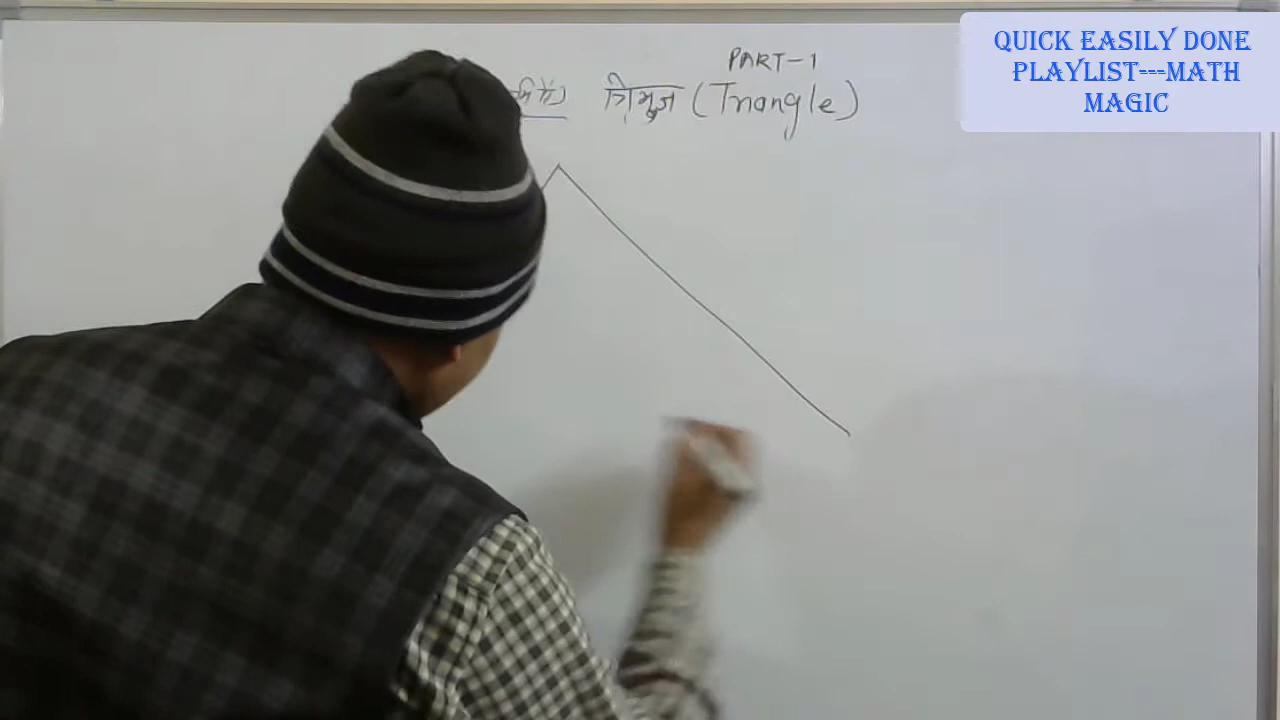 PART-1
त्रिभुज (Triangle)
QUICK EASILY DONE
PLAYLIST---MATH
MAGIC